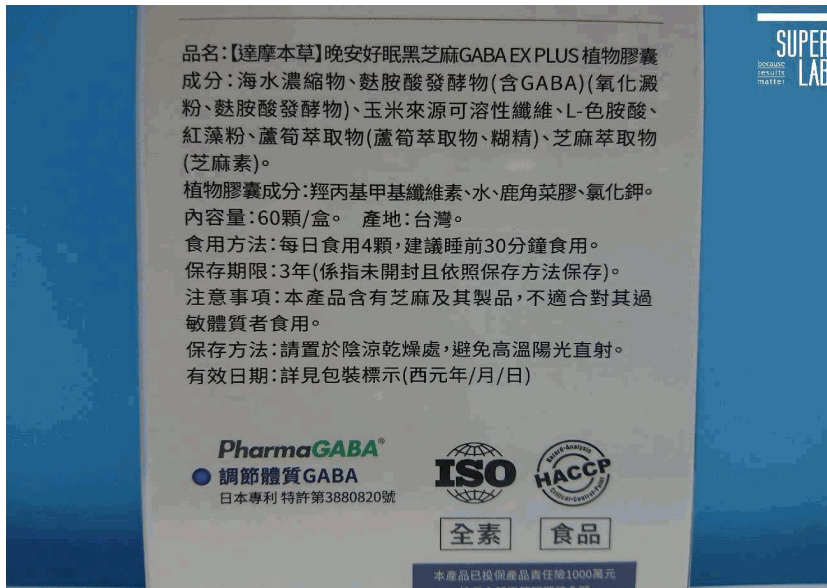 SUPER
because
results
matter
LAB
品名:【達摩本草】晚安好眠黑芝麻GABA EX PLUS 植物膠囊
成分:海水濃縮物、麩胺酸發酵物(含GABA)(氧化澱
粉、麩胺酸發酵物)、玉米來源可溶性纖維、L-色胺酸、
紅藻粉、蘆筍萃取物(蘆筍萃取物、糊精)、芝麻萃取物
(芝麻素)。
植物膠囊成分:羥丙基甲基纖維素、水、鹿角菜膠、氯化鉀。
內容量:60顆/盒。 產地:台灣。
食用方法:每日食用4顆,建議睡前30分鐘食用。
保存期限:3年(係指未開封且依照保存方法保存)。
注意事項:本產品含有芝麻及其製品,不適合對其過
敏體質者食用。
保存方法:請置於陰涼乾燥處,避免高溫陽光直射。
有效日期:詳見包裝標示(西元年/月/日)
PharmaGABA®
調節體質GABA
日本專利 特許第3880820號
ISO
Hazard-Analysis
HACCP
Critical-Control-Point
全素
食品
本產品已投保產品責任險1000萬元